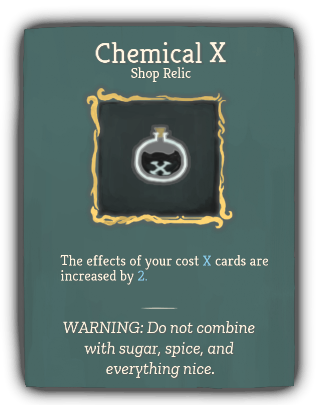 Chemical X
Shop Relic
X
The effects of your cost X cards are
increased by 2.
WARNING: Do not combine
with sugar, spice, and
everything nice.